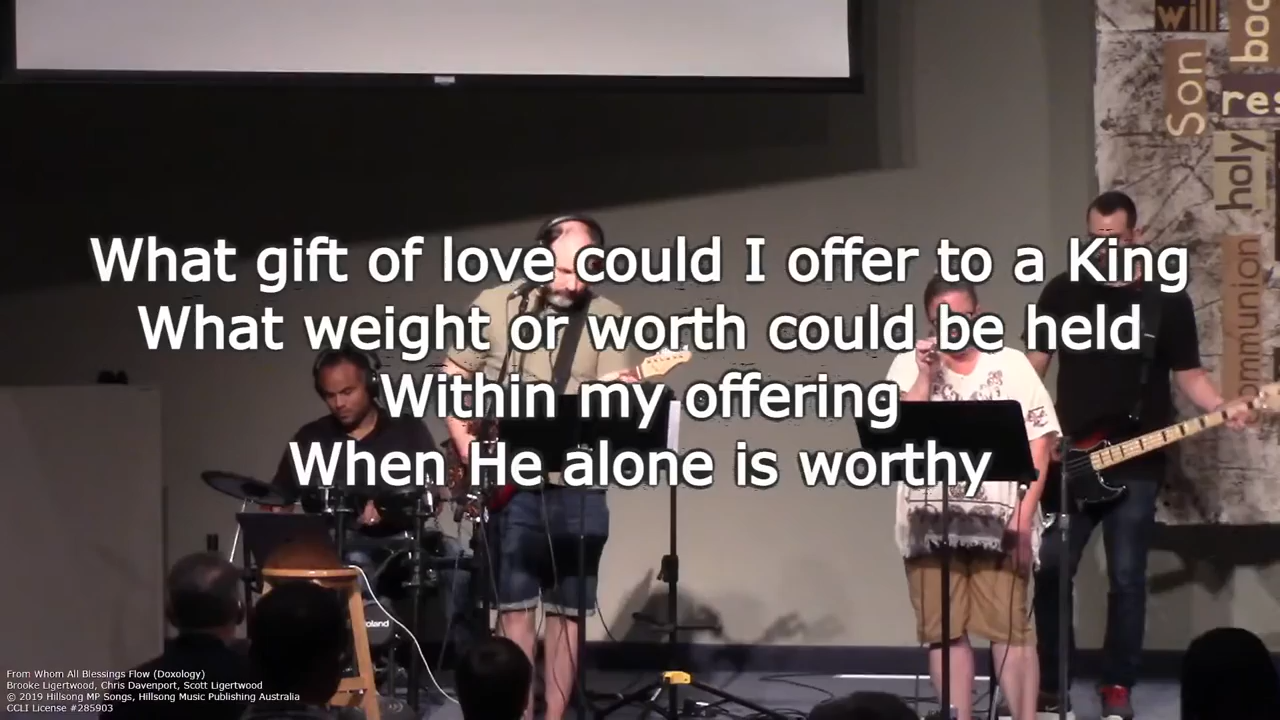 will
Son
boo
res
holy
ommunion
What gift of love could I offer to a King
What weight or worth could be held
Within my offering
When He alone is worthy
Roland
From Whom All Blessings Flow (Doxology)
Brooke Ligertwood, Chris Davenport, Scott Ligertwood
© 2019 Hillsong MP Songs, Hillsong Music Publishing Australia
CCLI License #285903